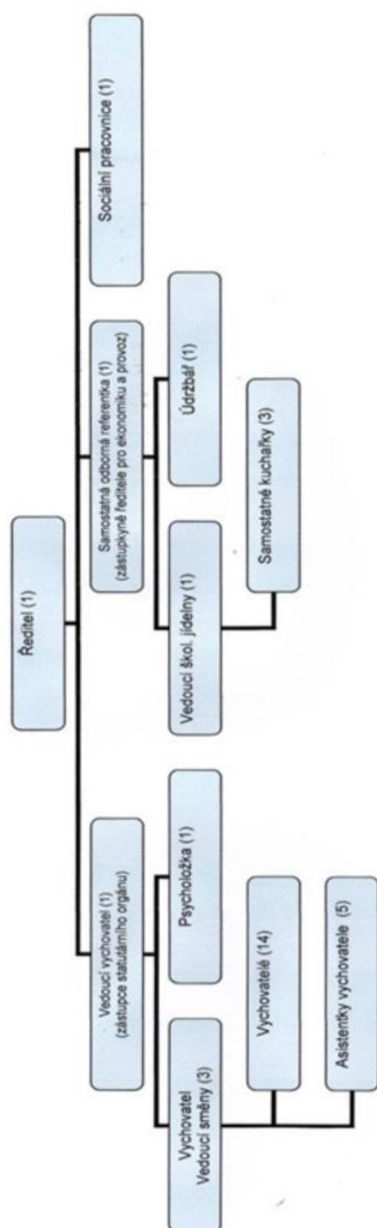 Ředitel (1)
Vedoucí vychovatel (1)
(zástupce statutárního orgánu)
Samostatná odborná referentka (1)
(zástupkyně ředitele pro ekonomiku a provoz)
Sociální pracovnice (1)
Vychovatel
Vedoucí směny (3)
Psycholožka (1)
Vedoucí škol. jídelny (1)
Údržbář (1)
Vychovatelé (14)
Samostatné kuchařky (3)
Asistentky vychovatele (5)